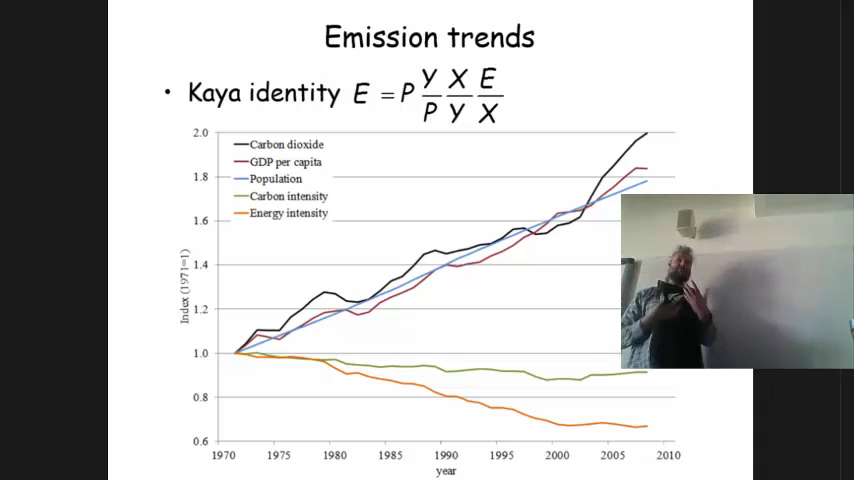 Emission trends
• Kaya identity E = P Y/P X/Y E/X
2.0
Carbon dioxide
GDP per capita
1.8
Population
Carbon intensity
Energy intensity
1.6
1.4
Index (1971=1)
1.2
1.0
0.8
0.6
1970 1975 1980 1985 1990 1995 2000 2005 2010
year